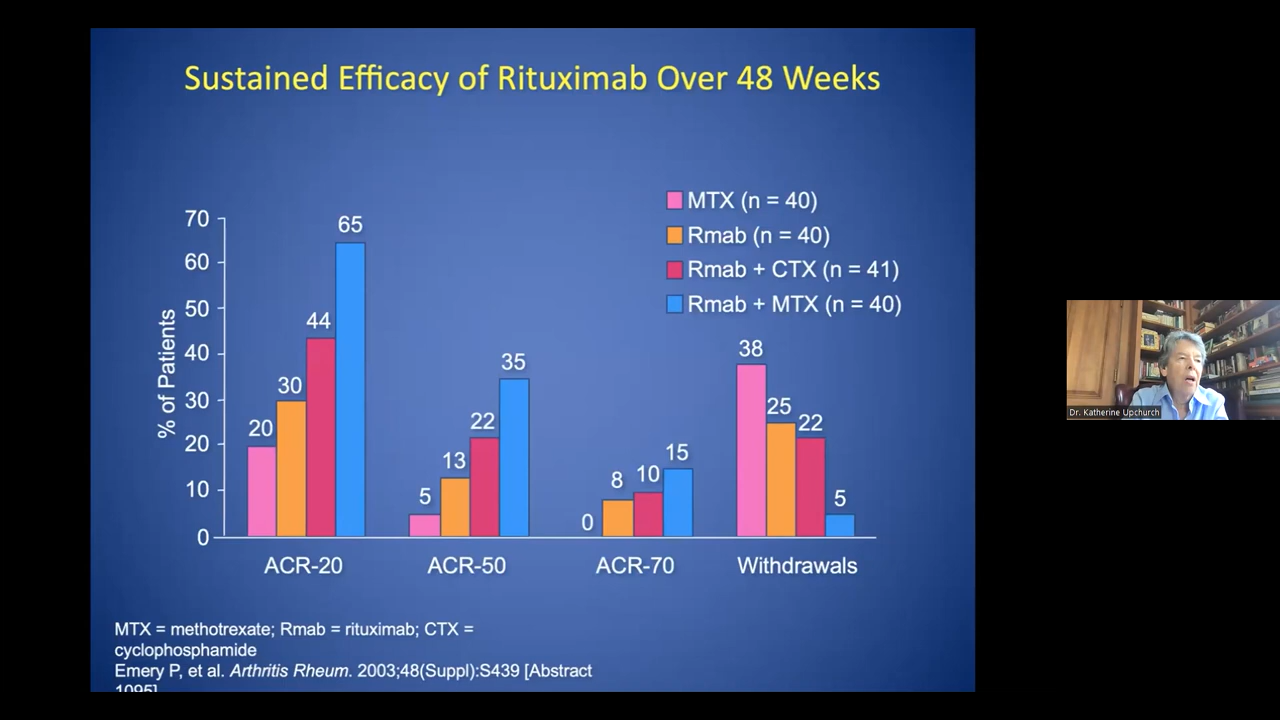 Sustained Efficacy of Rituximab Over 48 Weeks
MTX (n = 40)
Rmab (n = 40)
Rmab + CTX (n = 41)
Rmab + MTX (n = 40)
% of Patients
70
60
50
40
30
20
10
0
20
30
44
65
5
13
22
35
0
8
10
15
38
25
22
5
ACR-20
ACR-50
ACR-70
Withdrawals
MTX = methotrexate; Rmab = rituximab; CTX =
cyclophosphamide
Emery P, et al. Arthritis Rheum. 2003;48(Suppl):S439 [Abstract
1095]
Dr. Katherine Upchurch